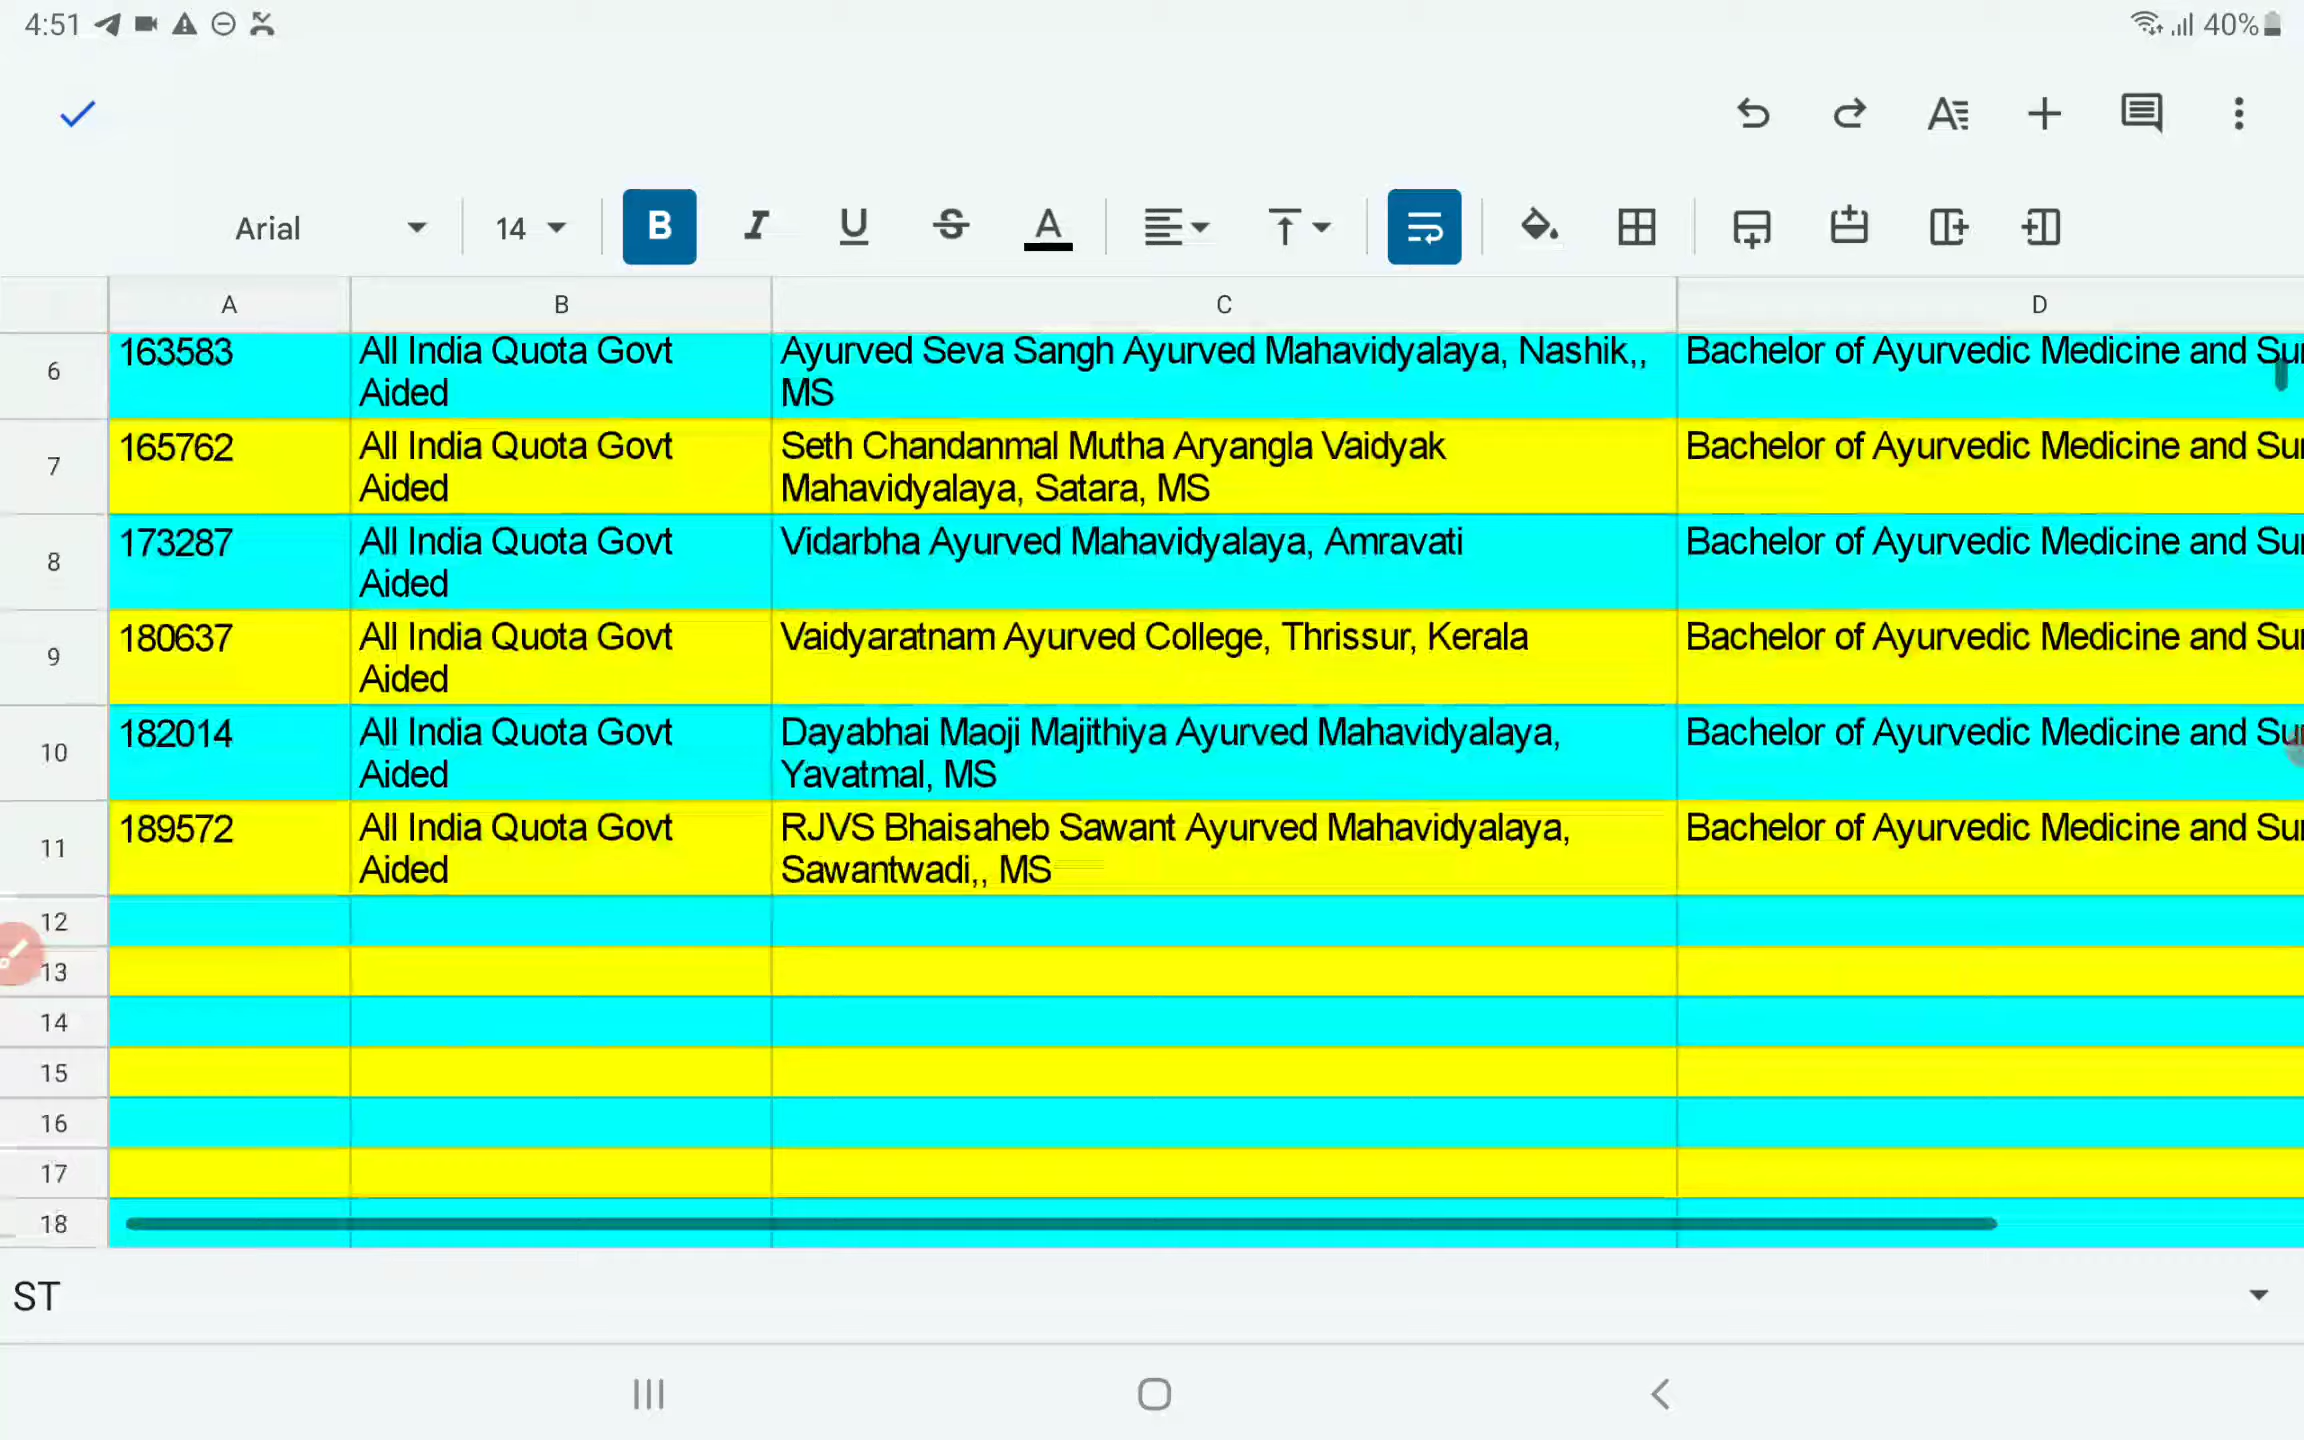 4:51 40%
Arial 14 B I U S A
A B C D
6 163583 All India Quota Govt Aided Ayurved Seva Sangh Ayurved Mahavidyalaya, Nashik,, MS Bachelor of Ayurvedic Medicine and Sur
7 165762 All India Quota Govt Aided Seth Chandanmal Mutha Aryangla Vaidyak Mahavidyalaya, Satara, MS Bachelor of Ayurvedic Medicine and Sur
8 173287 All India Quota Govt Aided Vidarbha Ayurved Mahavidyalaya, Amravati Bachelor of Ayurvedic Medicine and Sur
9 180637 All India Quota Govt Aided Vaidyaratnam Ayurved College, Thrissur, Kerala Bachelor of Ayurvedic Medicine and Sur
10 182014 All India Quota Govt Aided Dayabhai Maoji Majithiya Ayurved Mahavidyalaya, Yavatmal, MS Bachelor of Ayurvedic Medicine and Sur
11 189572 All India Quota Govt Aided RJVS Bhaisaheb Sawant Ayurved Mahavidyalaya, Sawantwadi,, MS Bachelor of Ayurvedic Medicine and Sur
12
13
14
15
16
17
18
ST